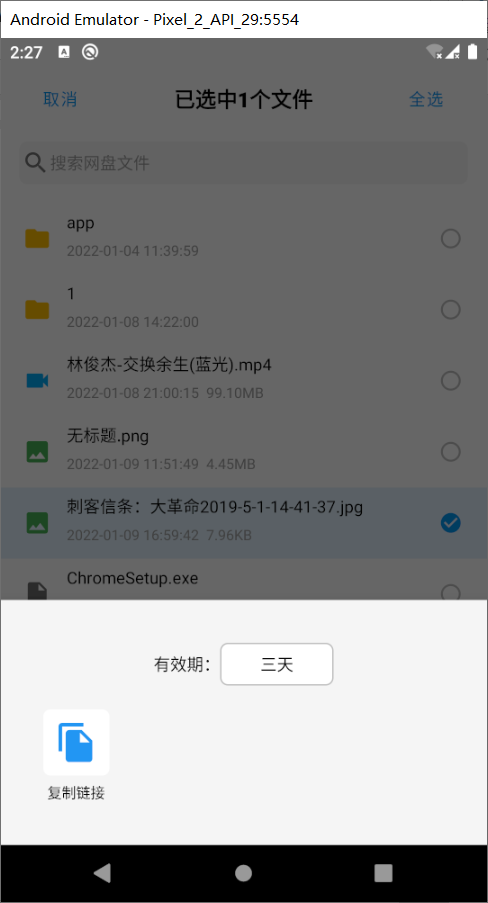 Android Emulator - Pixel_2_API_29:5554
2:27
取消 已选中1个文件 全选
搜索网盘文件
app
2022-01-04 11:39:59
1
2022-01-08 14:22:00
林俊杰-交换余生(蓝光).mp4
2022-01-08 21:00:15 99.10MB
无标题.png
2022-01-09 11:51:49 4.45MB
刺客信条：大革命2019-5-1-14-41-37.jpg
2022-01-09 16:59:42 7.96KB
ChromeSetup.exe
有效期： 三天
复制链接